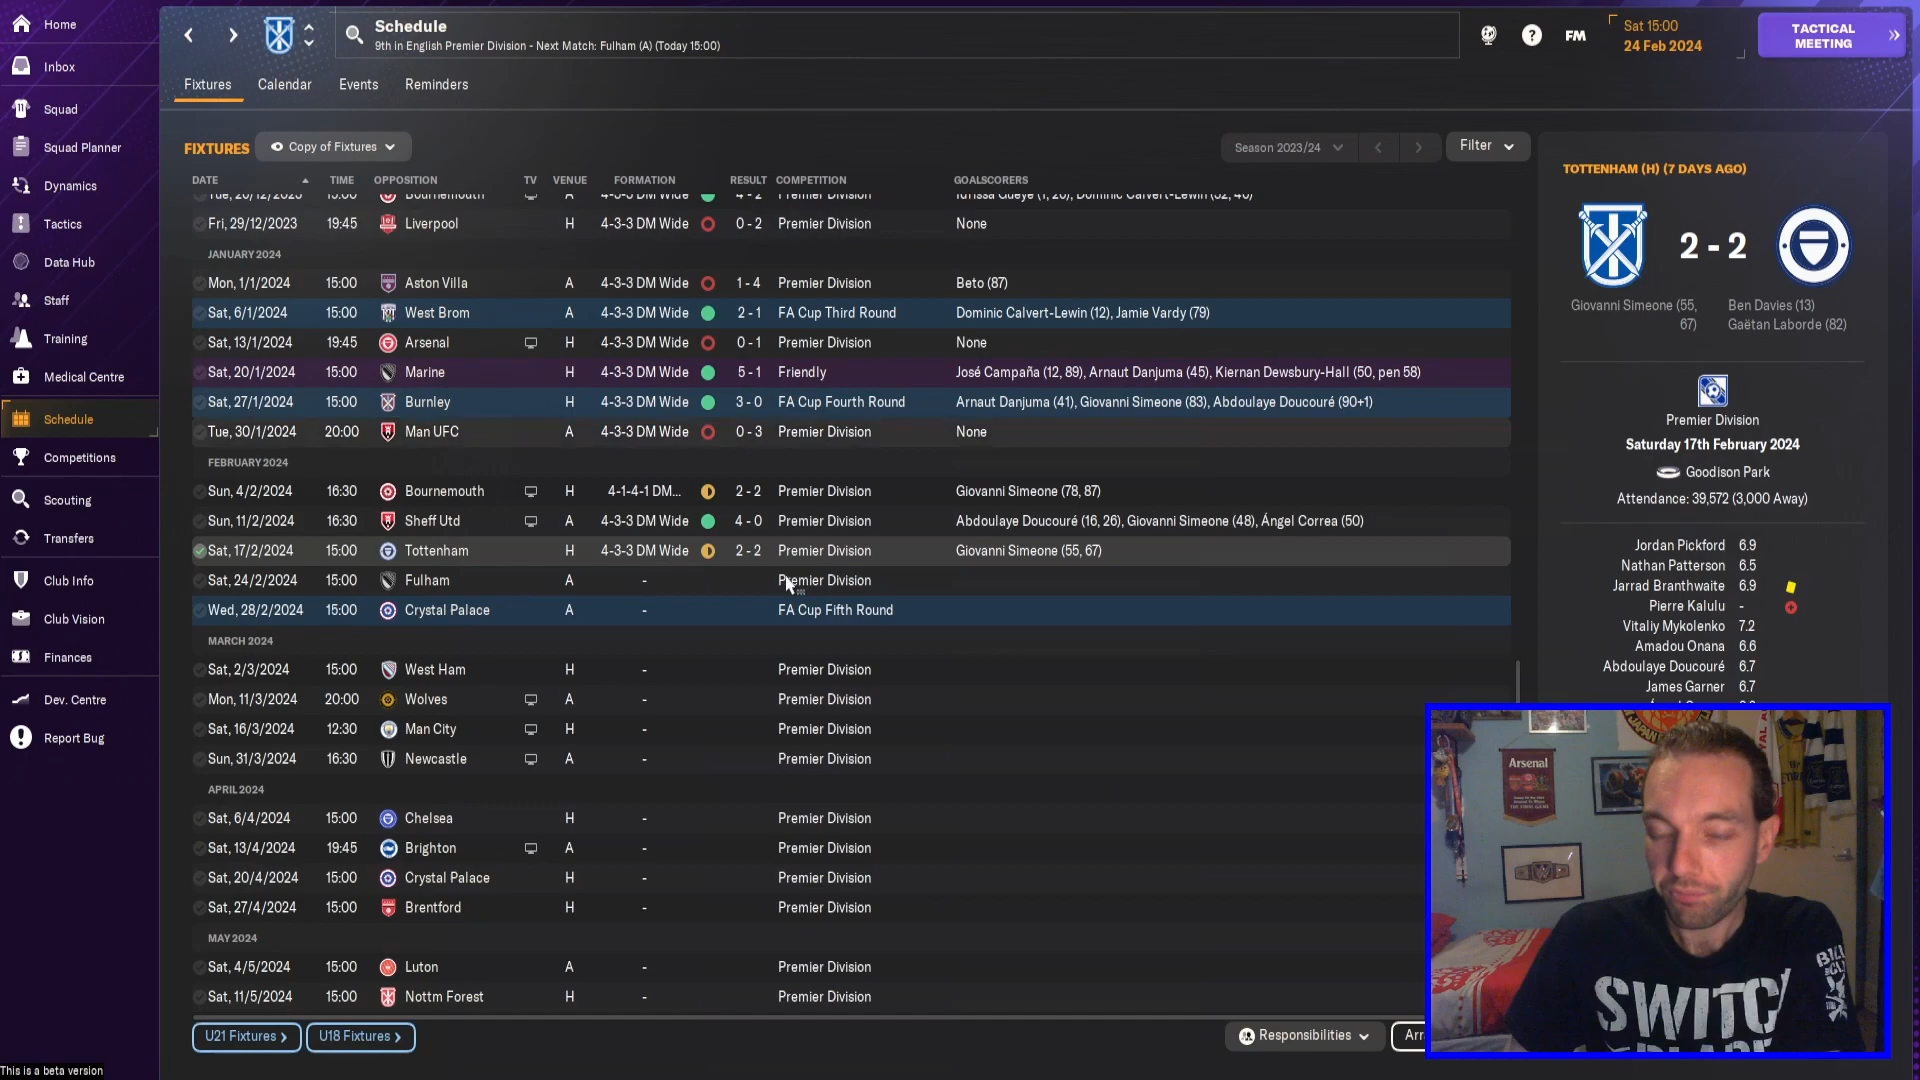 Home
Inbox
Squad
Squad Planner
Dynamics
Tactics
Data Hub
Staff
Training
Medical Centre
Schedule
Competitions
Scouting
Transfers
Club Info
Club Vision
Finances
Dev. Centre
Report Bug
This is a beta version
Schedule
9th in English Premier Division - Next Match: Fulham (A) (Today 15:00)
FM
Sat 15:00
24 Feb 2024
TACTICAL MEETING
Fixtures Calendar Events Reminders
FIXTURES Copy of Fixtures Season 2023/24 Filter
DATE TIME OPPOSITION TV VENUE FORMATION RESULT COMPETITION GOALSCORERS
Fri, 29/12/2023 19:45 Liverpool H 4-3-3 DM Wide 0 - 2 Premier Division None
JANUARY 2024
Mon, 1/1/2024 15:00 Aston Villa A 4-3-3 DM Wide 1 - 4 Premier Division Beto (87)
Sat, 6/1/2024 15:00 West Brom A 4-3-3 DM Wide 2 - 1 FA Cup Third Round Dominic Calvert-Lewin (12), Jamie Vardy (79)
Sat, 13/1/2024 19:45 Arsenal H 4-3-3 DM Wide 0 - 1 Premier Division None
Sat, 20/1/2024 15:00 Marine H 4-3-3 DM Wide 5 - 1 Friendly José Campaña (12, 89), Arnaut Danjuma (45), Kiernan Dewsbury-Hall (50, pen 58)
Sat, 27/1/2024 15:00 Burnley H 4-3-3 DM Wide 3 - 0 FA Cup Fourth Round Arnaut Danjuma (41), Giovanni Simeone (83), Abdoulaye Doucouré (90+1)
Tue, 30/1/2024 20:00 Man UFC A 4-3-3 DM Wide 0 - 3 Premier Division None
FEBRUARY 2024
Sun, 4/2/2024 16:30 Bournemouth H 4-1-4-1 DM... 2 - 2 Premier Division Giovanni Simeone (78, 87)
Sun, 11/2/2024 16:30 Sheff Utd A 4-3-3 DM Wide 4 - 0 Premier Division Abdoulaye Doucouré (16, 26), Giovanni Simeone (48), Ángel Correa (50)
Sat, 17/2/2024 15:00 Tottenham H 4-3-3 DM Wide 2 - 2 Premier Division Giovanni Simeone (55, 67)
Sat, 24/2/2024 15:00 Fulham A - Premier Division
Wed, 28/2/2024 15:00 Crystal Palace A - FA Cup Fifth Round
MARCH 2024
Sat, 2/3/2024 15:00 West Ham H - Premier Division
Mon, 11/3/2024 20:00 Wolves A - Premier Division
Sat, 16/3/2024 12:30 Man City H - Premier Division
Sun, 31/3/2024 16:30 Newcastle A - Premier Division
APRIL 2024
Sat, 6/4/2024 15:00 Chelsea H - Premier Division
Sat, 13/4/2024 19:45 Brighton A - Premier Division
Sat, 20/4/2024 15:00 Crystal Palace H - Premier Division
Sat, 27/4/2024 15:00 Brentford H - Premier Division
MAY 2024
Sat, 4/5/2024 15:00 Luton A - Premier Division
Sat, 11/5/2024 15:00 Nottm Forest H - Premier Division
U21 Fixtures U18 Fixtures Responsibilities
TOTTENHAM (H) (7 DAYS AGO)
2 - 2
Giovanni Simeone (55, 67)
Ben Davies (13)
Gaëtan Laborde (82)
Premier Division
Saturday 17th February 2024
Goodison Park
Attendance: 39,572 (3,000 Away)
Jordan Pickford 6.9
Nathan Patterson 6.5
Jarrad Branthwaite 6.9
Pierre Kalulu -
Vitaliy Mykolenko 7.2
Amadou Onana 6.6
Abdoulaye Doucouré 6.7
James Garner 6.7
Arsenal
SWITCH